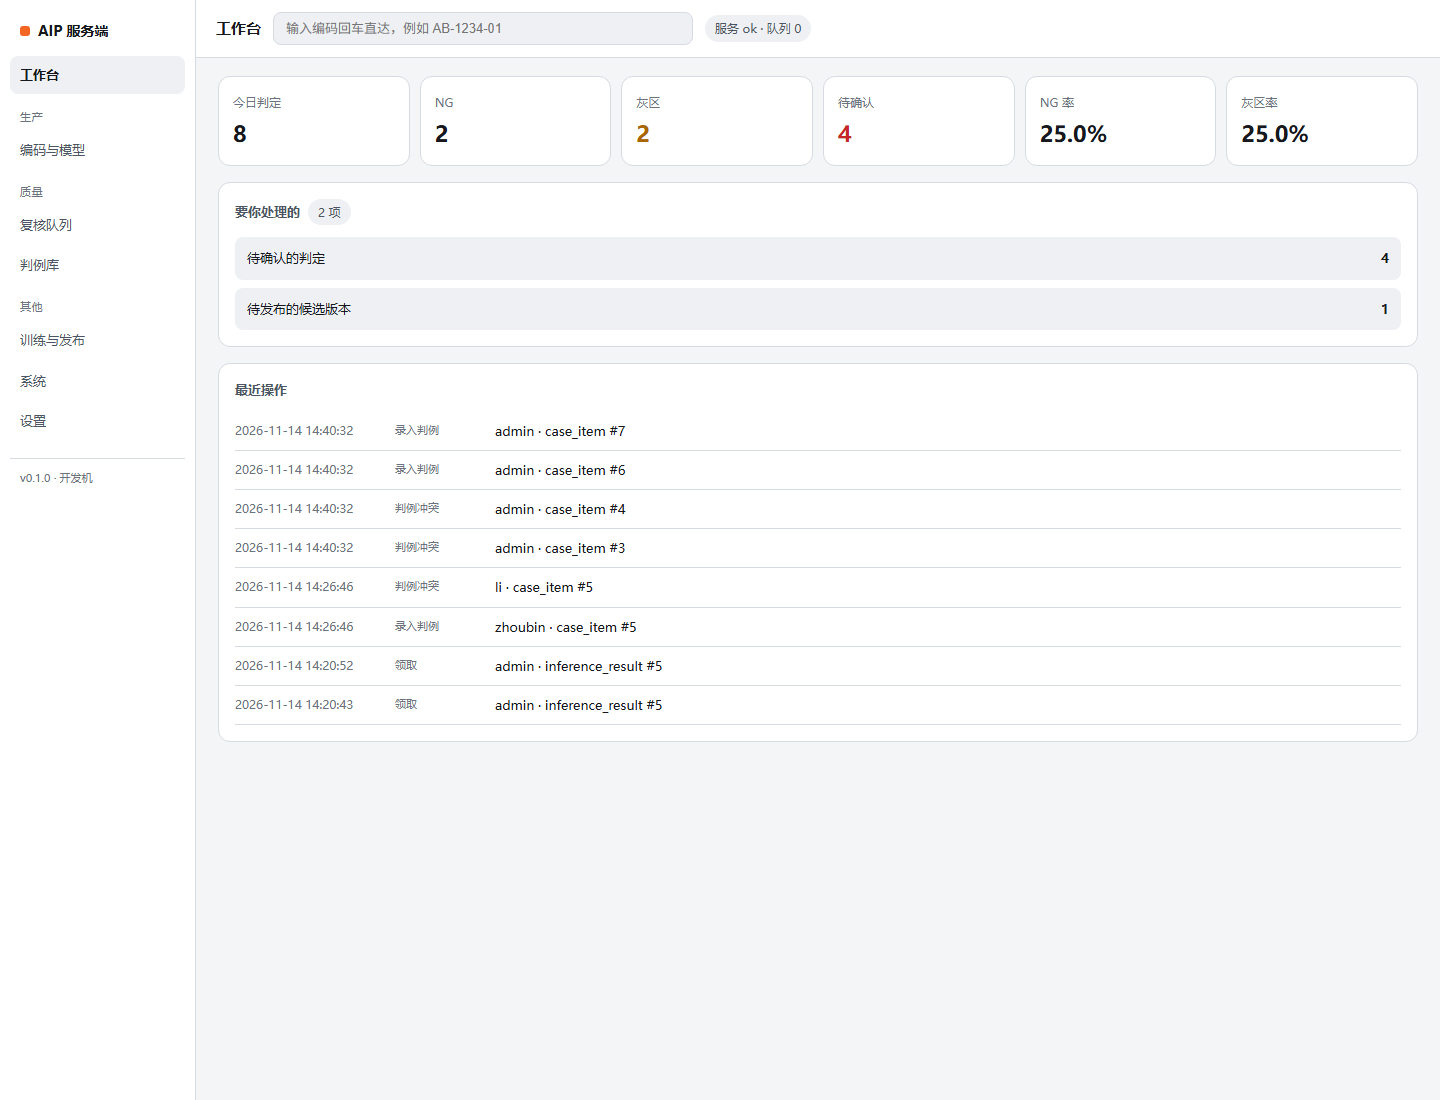 AIP 服务端
工作台
生产
编码与模型
质量
复核队列
判例库
其他
训练与发布
系统
设置
v0.1.0 · 开发机
工作台
输入编码回车直达，例如 AB-1234-01
服务 ok · 队列 0
今日判定
8
NG
2
灰区
2
待确认
4
NG 率
25.0%
灰区率
25.0%
要你处理的 2 项
待确认的判定 4
待发布的候选版本 1
最近操作
2026-11-14 14:40:32 录入判例 admin · case_item #7
2026-11-14 14:40:32 录入判例 admin · case_item #6
2026-11-14 14:40:32 判例冲突 admin · case_item #4
2026-11-14 14:40:32 判例冲突 admin · case_item #3
2026-11-14 14:26:46 判例冲突 li · case_item #5
2026-11-14 14:26:46 录入判例 zhoubin · case_item #5
2026-11-14 14:20:52 领取 admin · inference_result #5
2026-11-14 14:20:43 领取 admin · inference_result #5